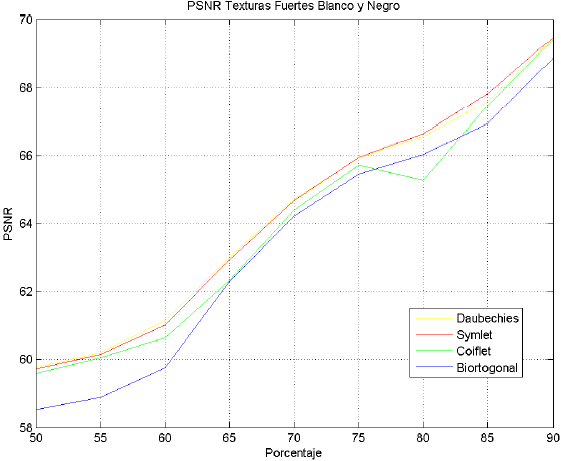 PSNR Texturas Fuertes Blanco y Negro
70
68
66
64
62
60
58
PSNR
50 55 60 65 70 75 80 85 90
Porcentaje
Daubechies
Symlet
Coiflet
Biortogonal